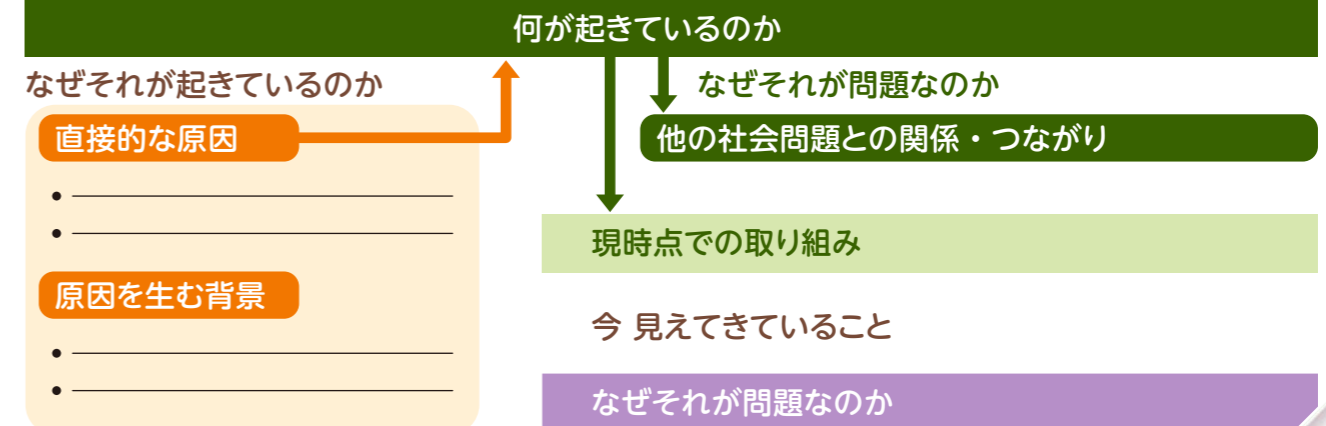 何が起きているのか
なぜそれが起きているのか
直接的な原因
原因を生む背景
なぜそれが問題なのか
他の社会問題との関係・つながり
現時点での取り組み
今 見えてきていること
なぜそれが問題なのか